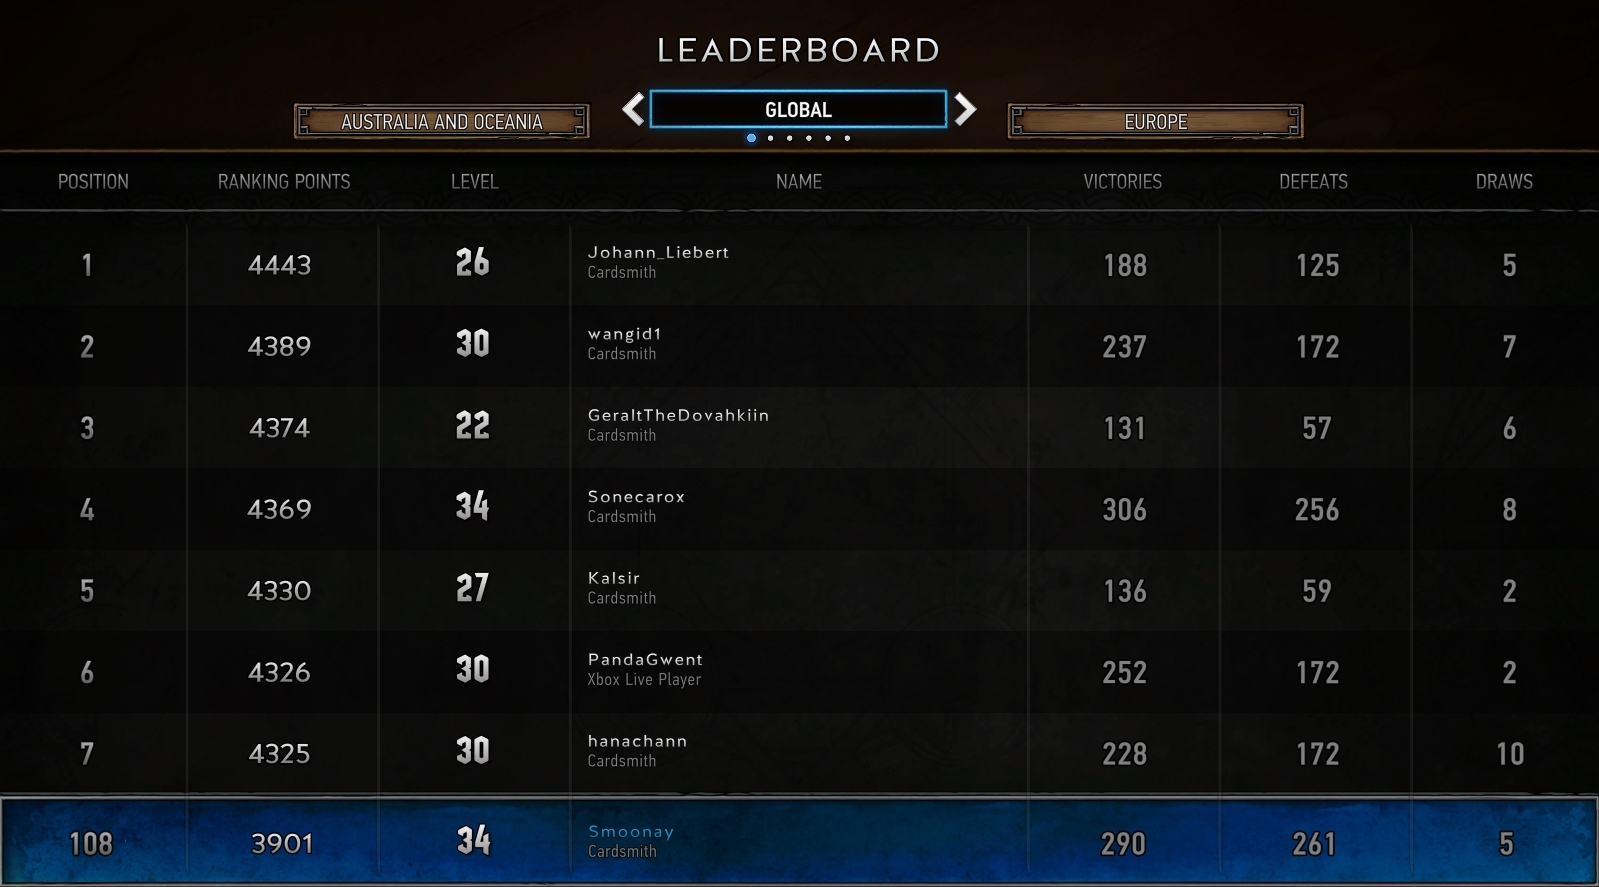 LEADERBOARD
AUSTRALIA AND OCEANIA GLOBAL EUROPE
POSITION RANKING POINTS LEVEL NAME VICTORIES DEFEATS DRAWS
1 4443 26 Johann_Liebert 188 125 5
Cardsmith
2 4389 30 wangid1 237 172 7
Cardsmith
3 4374 22 GeraltTheDovahkiin 131 57 6
Cardsmith
4 4369 34 Sonecarox 306 256 8
Cardsmith
5 4330 27 Kalsir 136 59 2
Cardsmith
6 4326 30 PandaGwent 252 172 2
Xbox Live Player
7 4325 30 hanachann 228 172 10
Cardsmith
108 3901 34 Smoonay 290 261 5
Cardsmith